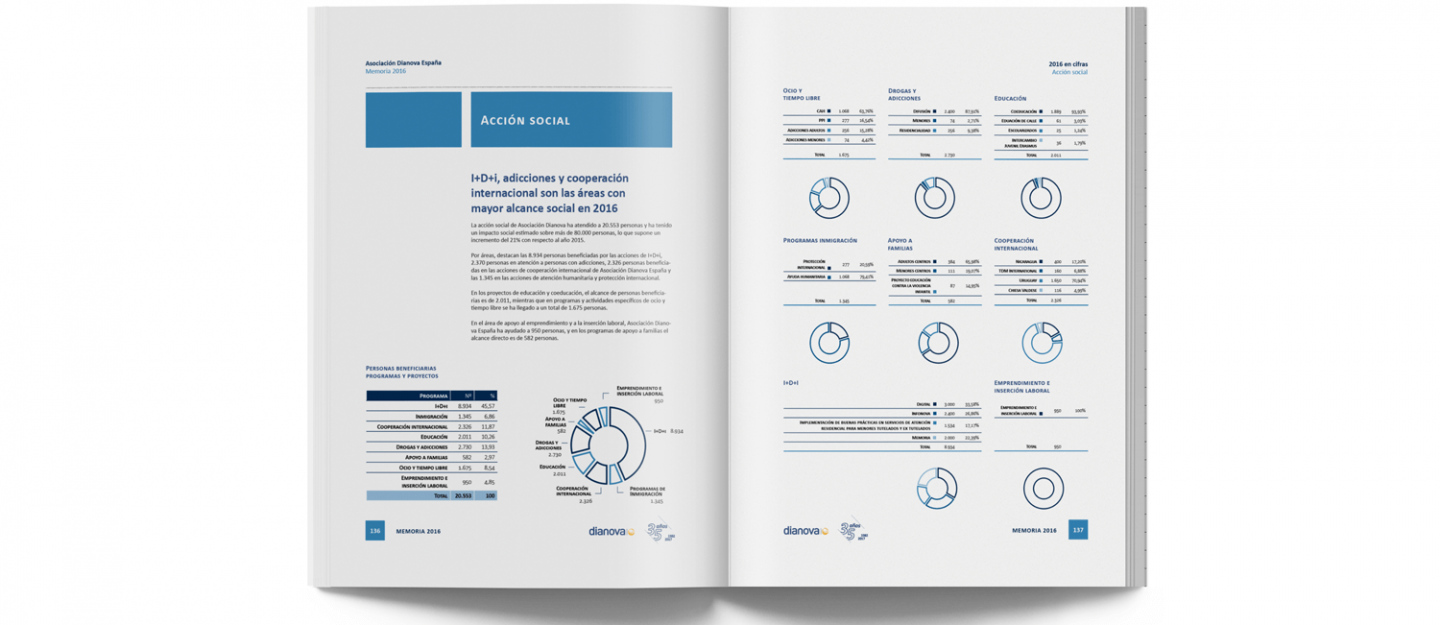 Asociación Dianova España
Memoria 2016
Acción social
I+D+i, adicciones y cooperación
internacional son las áreas con
mayor alcance social en 2016
La acción social de Asociación Dianova ha atendido a 20.553 personas y ha tenido
un impacto social estimado sobre más de 80.000 personas, lo que supone un
incremento del 21% con respecto al año 2015.
Por áreas, destacan las 8.934 personas beneficiadas por las acciones de I+D+i,
2.370 personas en atención a personas con adicciones, 2.326 personas beneficia-
das en las acciones de cooperación internacional de Asociación Dianova España y
las 1.345 en las acciones de atención humanitaria y protección internacional.
En los proyectos de educación y coeducación, el alcance de personas beneficia-
rias es de 2.011, mientras que en programas y actividades específicos de ocio y
tiempo libre se ha llegado a un total de 1.675 personas.
En el área de apoyo al emprendimiento y a la inserción laboral, Asociación Diano-
va España ha ayudado a 950 personas, y en los programas de apoyo a familias el
alcance directo es de 582 personas.
Personas beneficiarias
programas y proyectos
Programa Nº %
I+D+i 8.934 45,57
Inmigración 1.345 6,86
Cooperación internacional 2.326 11,87
Educación 2.011 10,26
Drogas y adicciones 2.730 13,93
Apoyo a familias 582 2,97
Ocio y tiempo libre 1.675 8,54
Emprendimiento e
inserción laboral 950 4,85
Total 20.553 100
Emprendimiento e
inserción laboral
950
Ocio y tiempo
libre
1.675
Apoyo a
familias
582
Drogas y
adicciones
2.730
Educación
2.011
Cooperación
internacional
2.326
Programas de
inmigración
1.345
I+D+i 8.934
136 MEMORIA 2016
dianova
35 años
2016 en cifras
Acción social
Ocio y
tiempo libre
CAD 1.068
PPI 277 16,54%
Adicciones adultos 256 15,28%
Adicciones menores 74 4,42%
Total 1.675
Drogas y
adicciones
Difusión 2.400 87,91%
Menores 74 2,71%
Residencialidad 256 9,38%
Total 2.730
Educación
Coeducación 1.889 93,93%
Educación de calle 61 3,03%
Escolarizados 25 1,24%
Intercambio
juvenil Erasmus 36 1,79%
Total 2.011
Programas inmigración
Protección
internacional 277 20,59%
Ayuda humanitaria 1.068 79,41%
Total 1.345
Apoyo a
familias
Adultos centros 384 65,98%
Menores centros 111 19,07%
Proyecto educación
contra la violencia
infantil 87 14,95%
Total 582
Cooperación
internacional
Nicaragua 400 17,20%
TDM Internacional 160 6,88%
Uruguay 1.650 70,94%
116 4,99%
Total 2.326
I+D+i
Digital 3.000 33,58%
Infonova 2.400 26,86%
Implementación de buenas prácticas en servicios de atención
residencial para menores tutelados y ex tutelados 1.534 17,17%
Memoria 2.000 22,39%
Total 8.934
Emprendimiento e
inserción laboral
Emprendimiento e
inserción laboral 950 100%
Total 950
dianova
35 años
MEMORIA 2016 137